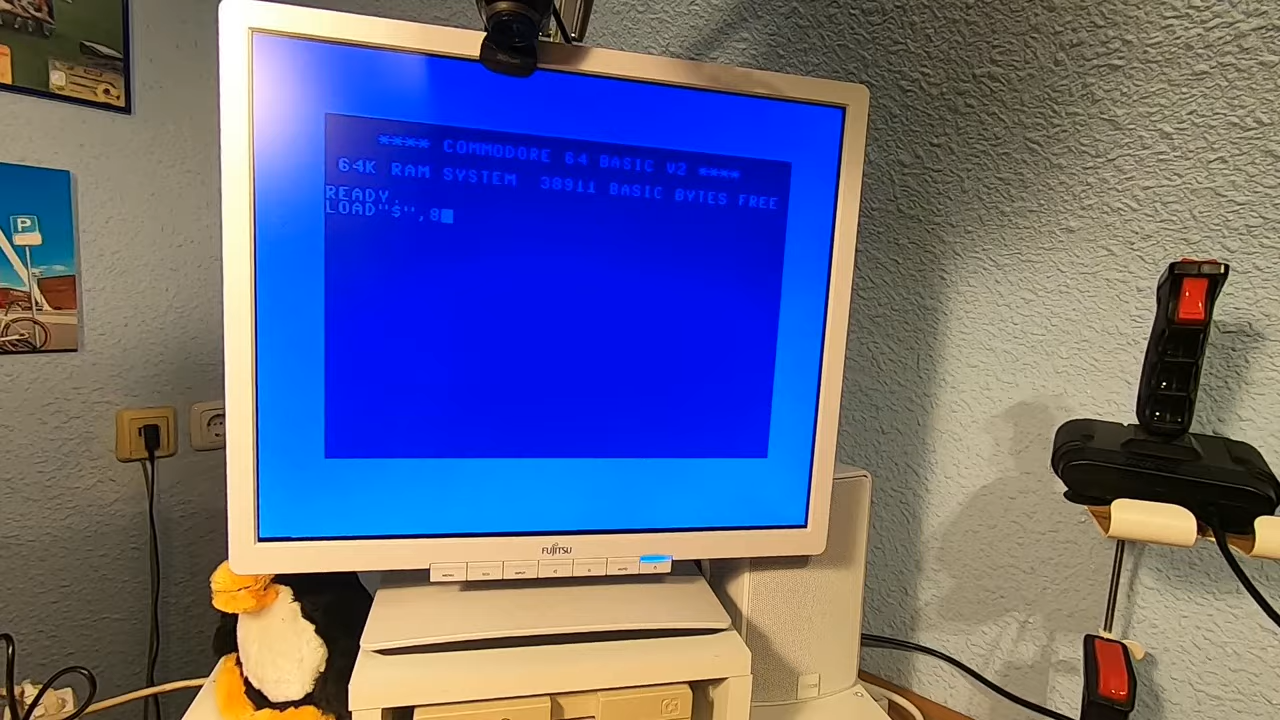 **** COMMODORE 64 BASIC V2 ****
64K RAM SYSTEM 38911 BASIC BYTES FREE
READY.
LOAD"$",8
FUJITSU
P